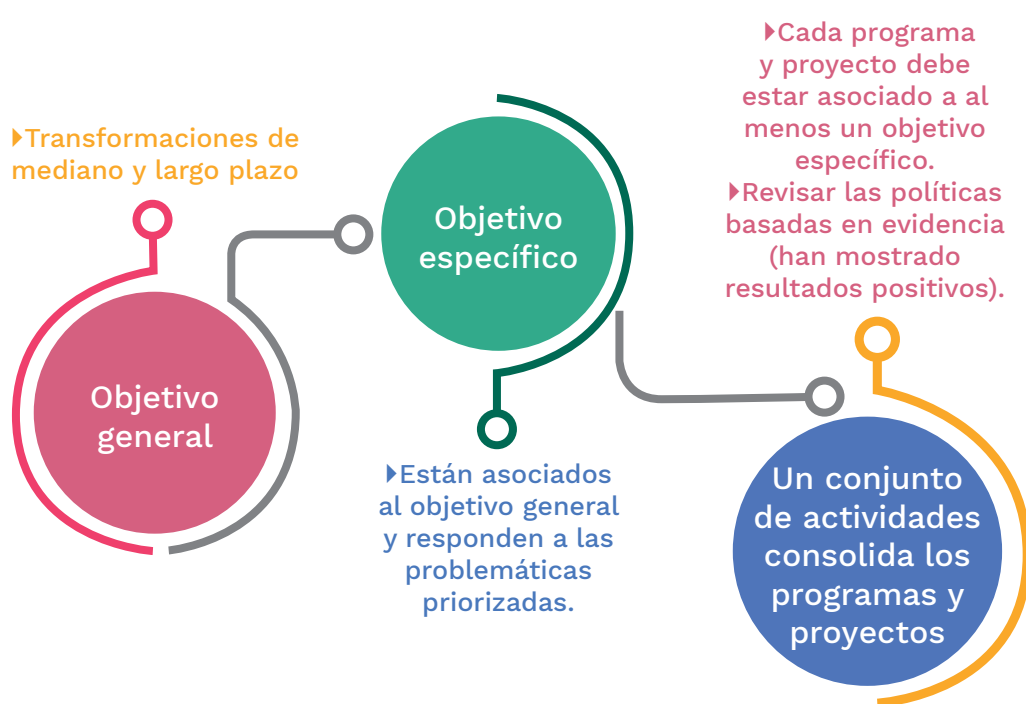 ▸Transformaciones de
mediano y largo plazo
Objetivo
general
Objetivo
específico
▸Están asociados
al objetivo general
y responden a las
problemáticas
priorizadas.
▸Cada programa
y proyecto debe
estar asociado a al
menos un objetivo
específico.
▸Revisar las políticas
basadas en evidencia
(han mostrado
resultados positivos).
Un conjunto
de actividades
consolida los
programas y
proyectos